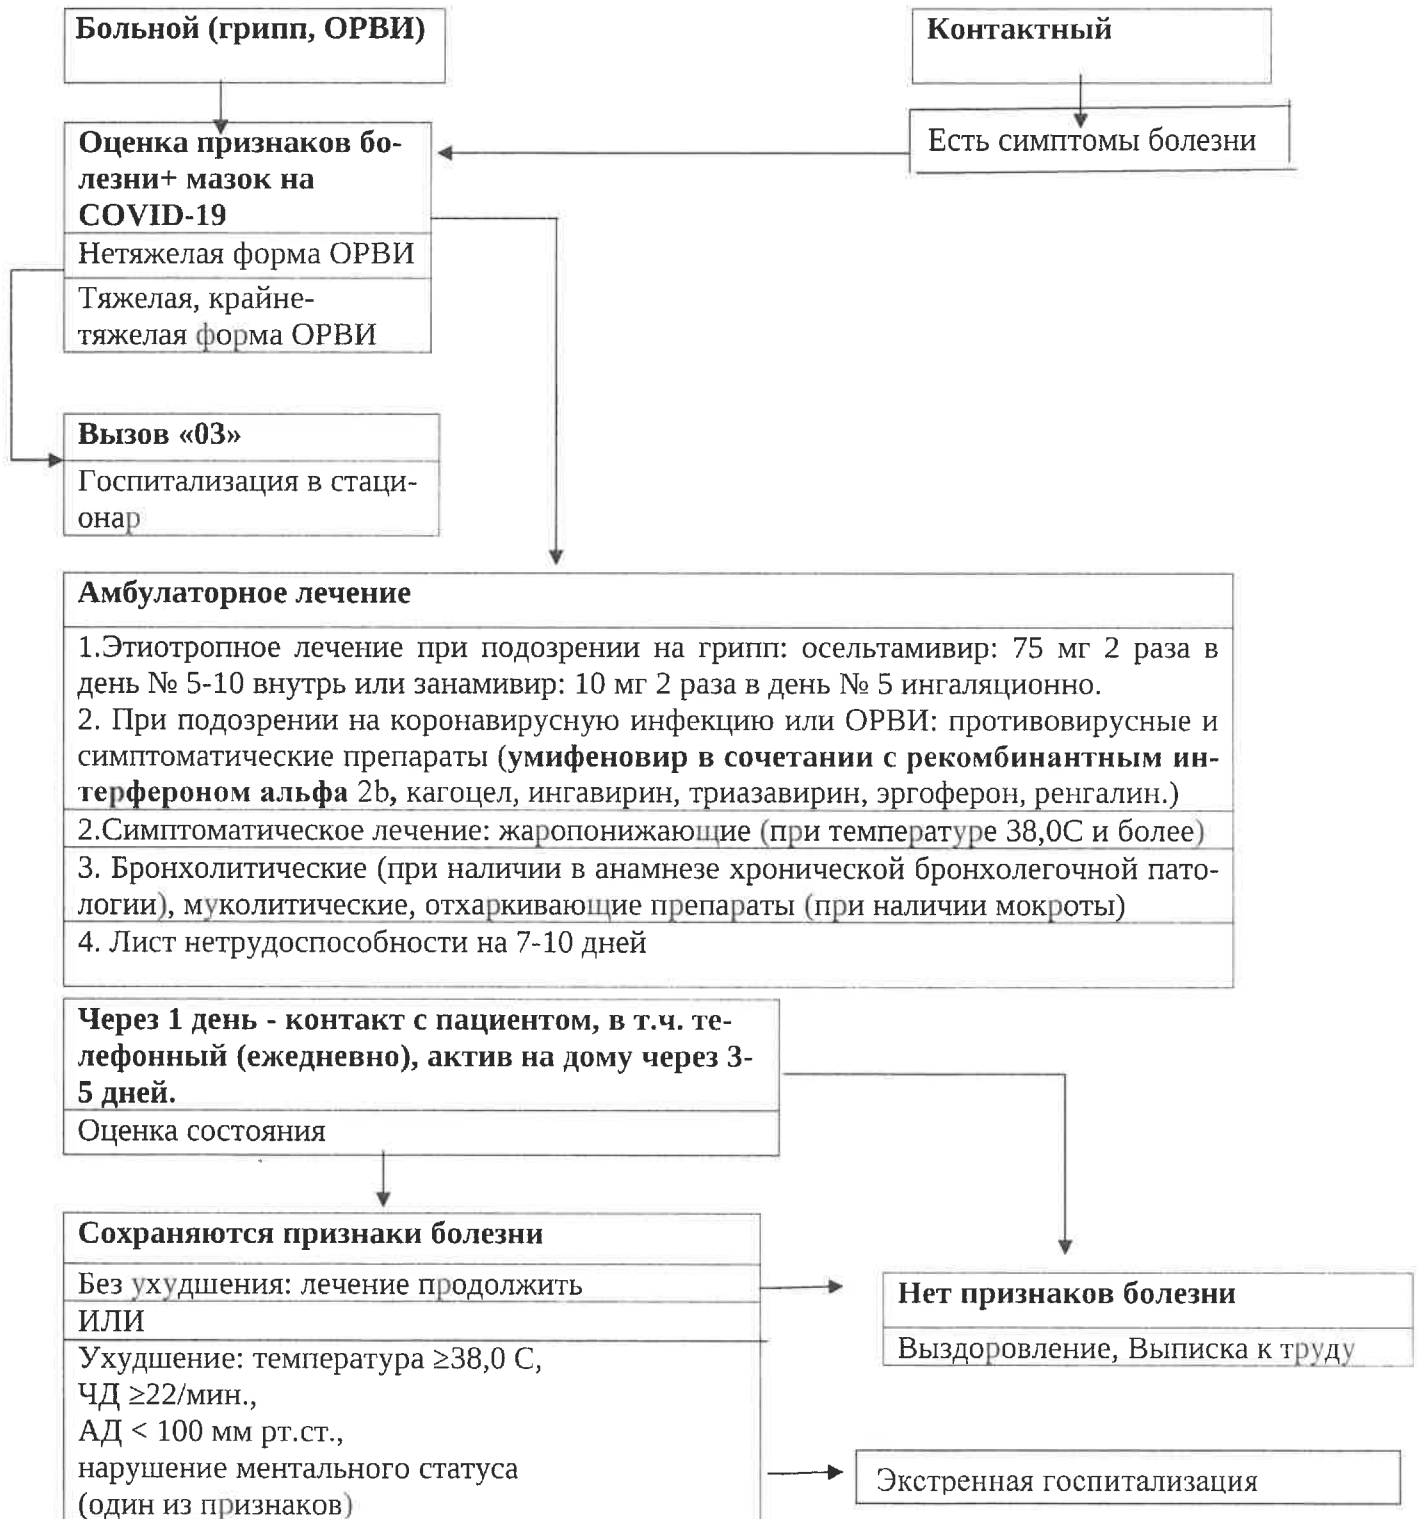 Больной (грипп, ОРВИ)
Контактный
Есть симптомы болезни
Оценка признаков бо-
лезни+ мазок на
COVID-19
Нетяжелая форма ОРВИ
Тяжелая, крайне-
тяжелая форма ОРВИ
Вызов «03»
Госпитализация в стаци-
онар
Амбулаторное лечение
1.Этиотропное лечение при подозрении на грипп: осельтамивир: 75 мг 2 раза в
день № 5-10 внутрь или занамивир: 10 мг 2 раза в день № 5 ингаляционно.
2. При подозрении на коронавирусную инфекцию или ОРВИ: противовирусные и
симптоматические препараты (умифеновир в сочетании с рекомбинантным ин-
терфероном альфа 2b, кагоцел, ингавирин, триазавирин, эргоферон, ренгалин.)
2.Симптоматическое лечение: жаропонижающие (при температуре 38,0С и более)
3. Бронхолитические (при наличии в анамнезе хронической бронхолегочной пато-
логии), муколитические, отхаркивающие препараты (при наличии мокроты)
4. Лист нетрудоспособности на 7-10 дней
Через 1 день - контакт с пациентом, в т.ч. те-
лефонный (ежедневно), актив на дому через 3-
5 дней.
Оценка состояния
Сохраняются признаки болезни
Без ухудшения: лечение продолжить
ИЛИ
Ухудшение: температура ≥38,0 С,
ЧД ≥22/мин.,
АД < 100 мм рт.ст.,
нарушение ментального статуса
(один из признаков)
Нет признаков болезни
Выздоровление, Выписка к труду
Экстренная госпитализация